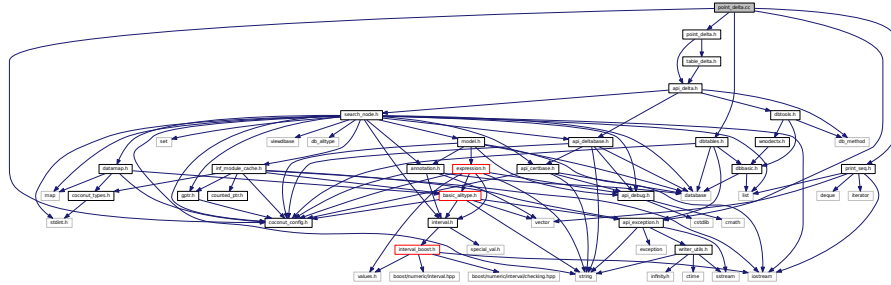 point_delta.cc
point_delta.h
table_delta.h
api_delta.h
search_node.h
dbtools.h
set
viewdbase
db_alltype
model.h
api_deltabase.h
dbtables.h
wnodectx.h
db_method
datamap.h
inf_module_cache.h
annotation.h
expression.h
api_certbase.h
dbbasic.h
print_seq.h
map
coconut_types.h
gptr.h
counted_ptr.h
basic_alltype.h
api_debug.h
database
list
deque
iterator
stdint.h
coconut_config.h
interval.h
vector
api_exception.h
cstdlib
cmath
interval_boost.h
special_val.h
exception
writer_utils.h
values.h
boost/numeric/interval.hpp
boost/numeric/interval/checking.hpp
string
infinity.h
ctime
sstream
iostream